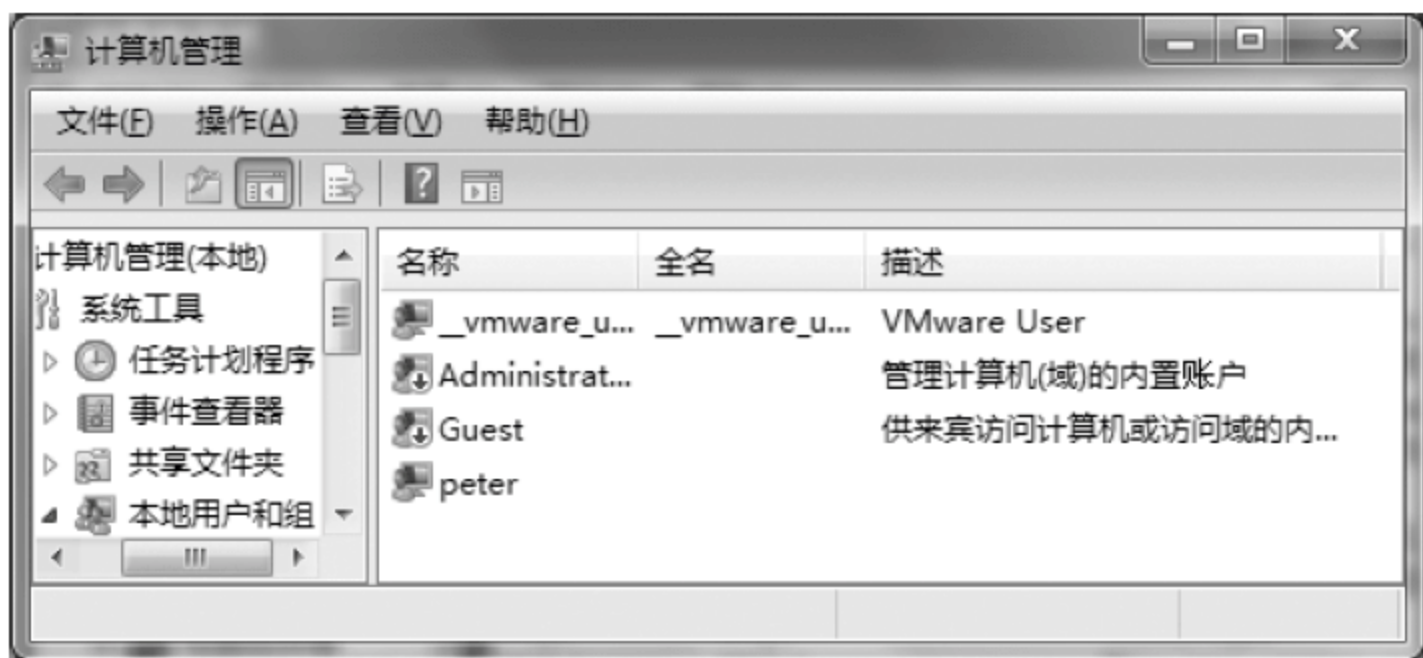 计算机管理
文件(F) 操作(A) 查看(V) 帮助(H)
计算机管理(本地)
系统工具
任务计划程序
事件查看器
共享文件夹
本地用户和组
名称 全名 描述
__vmware_u... __vmware_u... VMware User
Administrat... 管理计算机(域)的内置账户
Guest 供来宾访问计算机或访问域的内...
peter